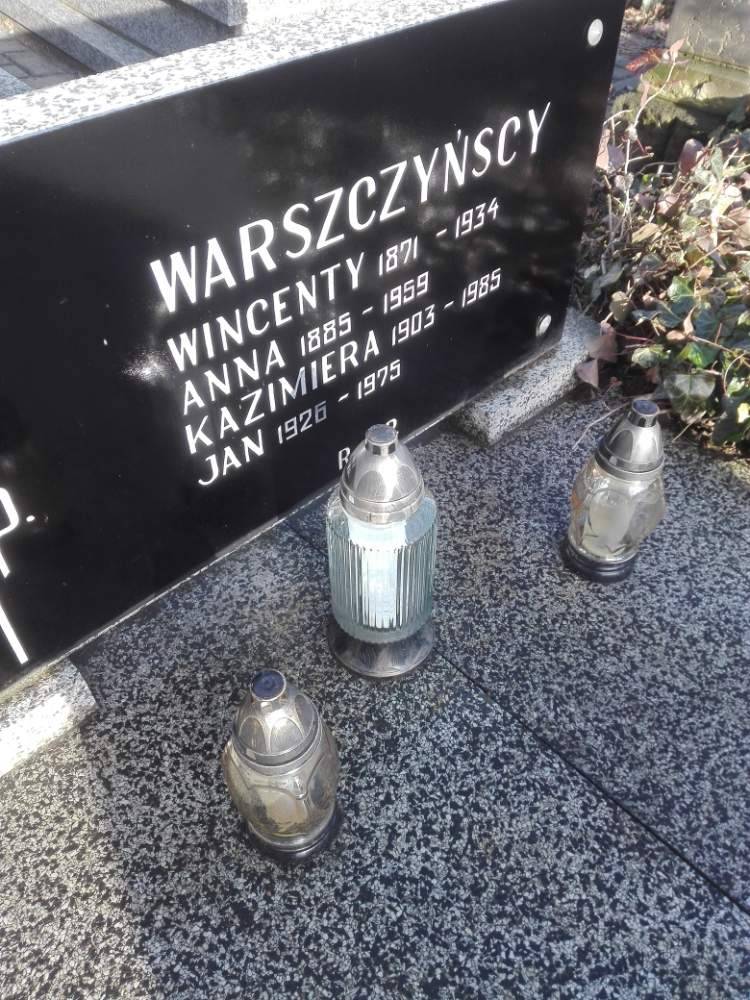 WARSZCZYŃSCY
WINCENTY 1871 - 1934
ANNA 1885 - 1959
KAZIMIERA 1903 - 1985
JAN 1926 - 1975